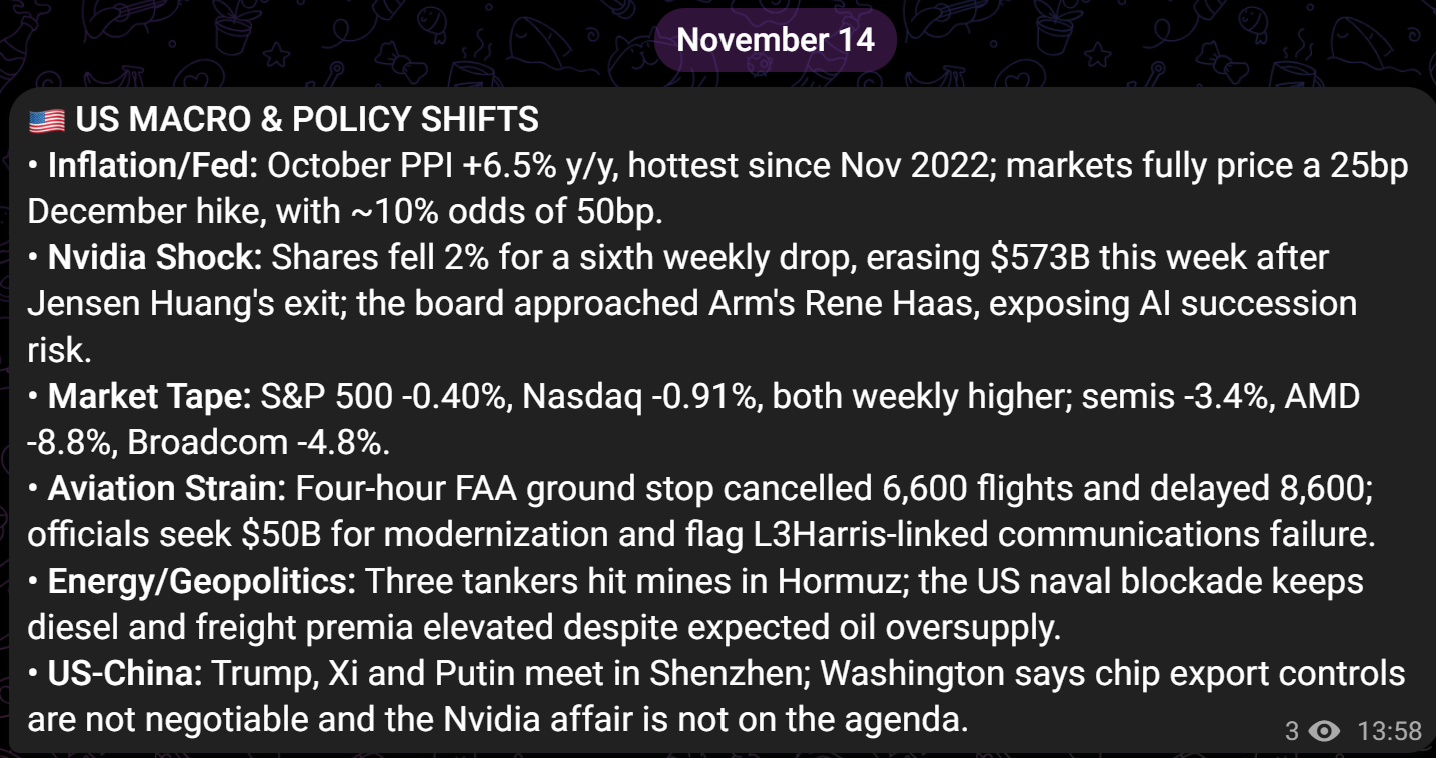 November 14
🇺🇸 US MACRO & POLICY SHIFTS
• Inflation/Fed: October PPI +6.5% y/y, hottest since Nov 2022; markets fully price a 25bp
December hike, with ~10% odds of 50bp.
• Nvidia Shock: Shares fell 2% for a sixth weekly drop, erasing $573B this week after
Jensen Huang's exit; the board approached Arm's Rene Haas, exposing AI succession
risk.
• Market Tape: S&P 500 -0.40%, Nasdaq -0.91%, both weekly higher; semis -3.4%, AMD
-8.8%, Broadcom -4.8%.
• Aviation Strain: Four-hour FAA ground stop cancelled 6,600 flights and delayed 8,600;
officials seek $50B for modernization and flag L3Harris-linked communications failure.
• Energy/Geopolitics: Three tankers hit mines in Hormuz; the US naval blockade keeps
diesel and freight premia elevated despite expected oil oversupply.
• US-China: Trump, Xi and Putin meet in Shenzhen; Washington says chip export controls
are not negotiable and the Nvidia affair is not on the agenda.
3 13:58